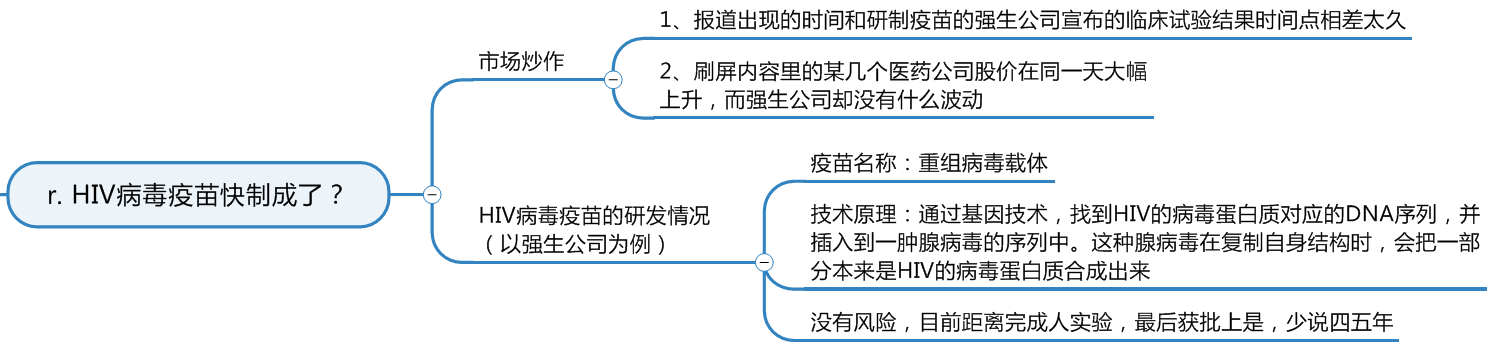 r. HIV病毒疫苗快制成了？
市场炒作
1、报道出现的时间和研制疫苗的强生公司宣布的临床试验结果时间点相差太久
2、刷屏内容里的某几个医药公司股价在同一天大幅
上升，而强生公司却没有什么波动
HIV病毒疫苗的研发情况
（以强生公司为例）
疫苗名称：重组病毒载体
技术原理：通过基因技术，找到HIV的病毒蛋白质对应的DNA序列，并
插入到一肿腺病毒的序列中。这种腺病毒在复制自身结构时，会把一部
分本来是HIV的病毒蛋白质合成出来
没有风险，目前距离完成人实验，最后获批上是，少说四五年